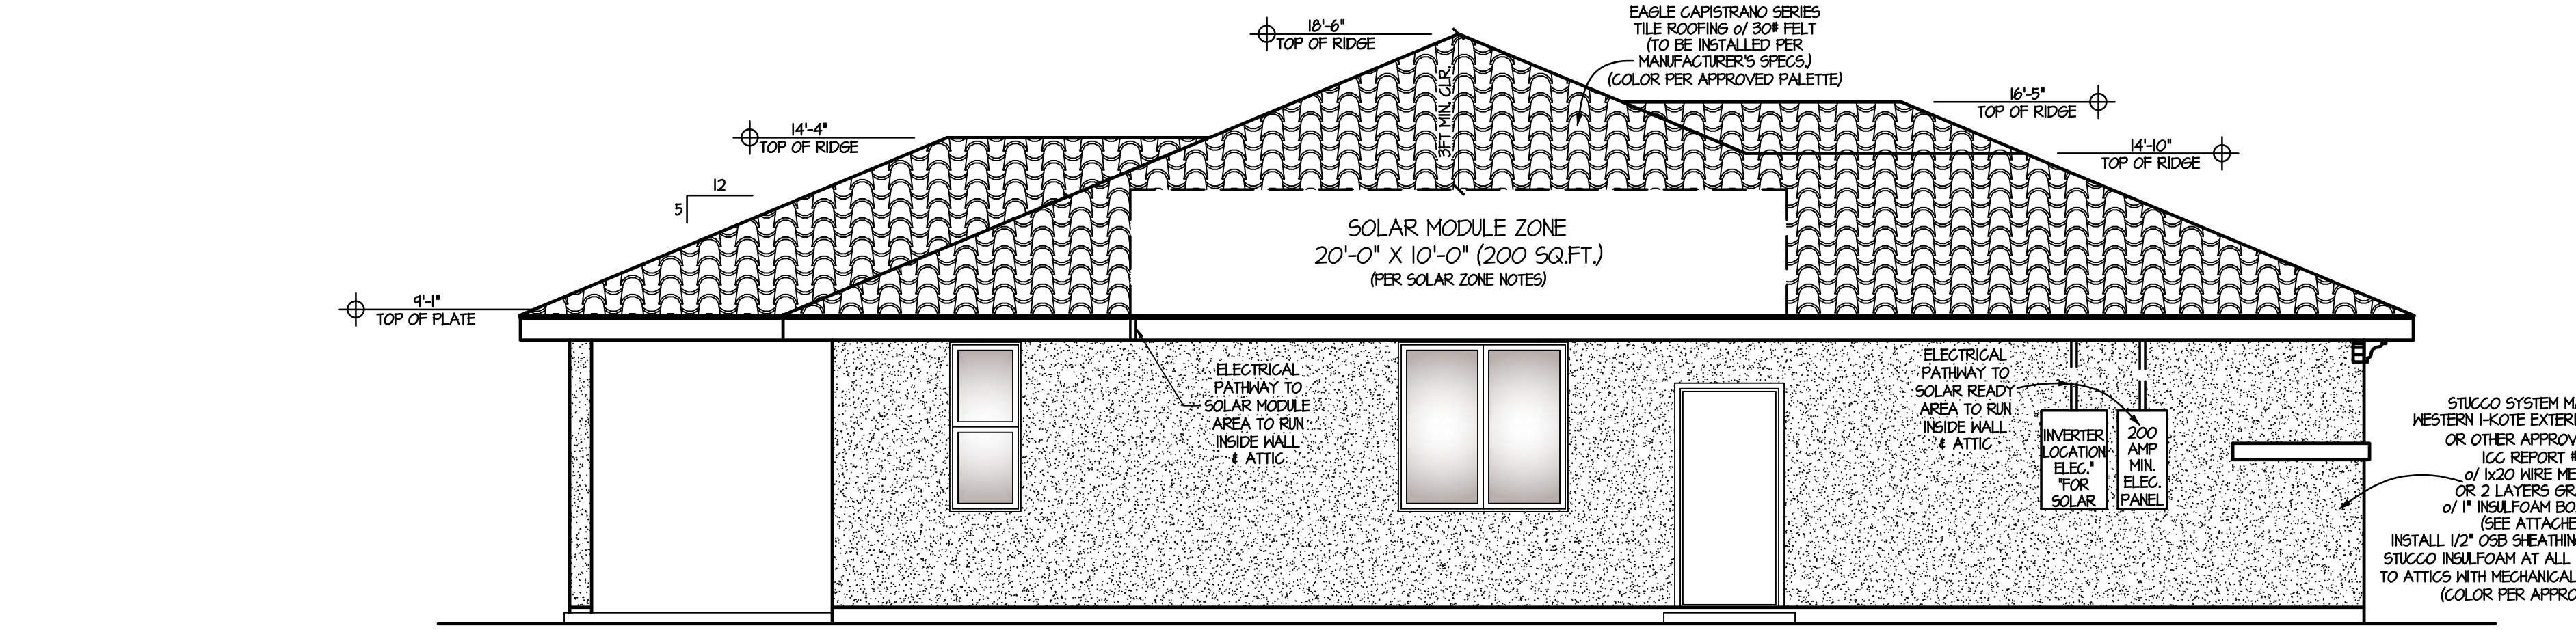 18'-6"
TOP OF RIDGE
EAGLE CAPISTRANO SERIES
TILE ROOFING o/ 30# FELT
(TO BE INSTALLED PER
MANUFACTURER'S SPECS.)
(COLOR PER APPROVED PALETTE)
3FT MIN. CLR.
16'-5"
TOP OF RIDGE
14'-4"
TOP OF RIDGE
14'-10"
TOP OF RIDGE
12
5
SOLAR MODULE ZONE
20'-0" X 10'-0" (200 SQ.FT.)
(PER SOLAR ZONE NOTES)
9'-1"
TOP OF PLATE
ELECTRICAL
PATHWAY TO
SOLAR MODULE
AREA TO RUN
INSIDE WALL
& ATTIC
ELECTRICAL
PATHWAY TO
SOLAR READY
AREA TO RUN
INSIDE WALL
& ATTIC
INVERTER
LOCATION
ELEC."
"FOR
SOLAR
200
AMP
MIN.
ELEC.
PANEL
STUCCO SYSTEM
WESTERN 1-KOTE
OR OTHER
ICC REPORT #
o/ 1x20 WIRE
OR 2 LAYERS
o/ 1" INSULFOAM
(SEE
INSTALL 1/2" OSB
STUCCO INSULFOAM AT ALL
TO ATTICS WITH
(COLOR PER